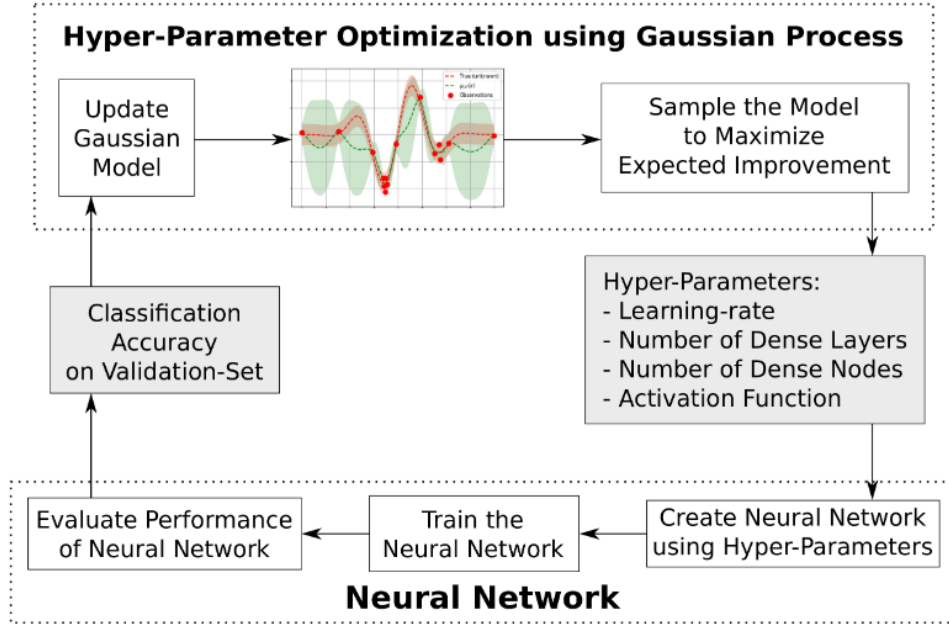 Hyper-Parameter Optimization using Gaussian Process
Update
Gaussian
Model
True (unknown)
Observations
Sample the Model
to Maximize
Expected Improvement
Hyper-Parameters:
- Learning-rate
- Number of Dense Layers
- Number of Dense Nodes
- Activation Function
Classification
Accuracy
on Validation-Set
Evaluate Performance
of Neural Network
Train the
Neural Network
Create Neural Network
using Hyper-Parameters
Neural Network